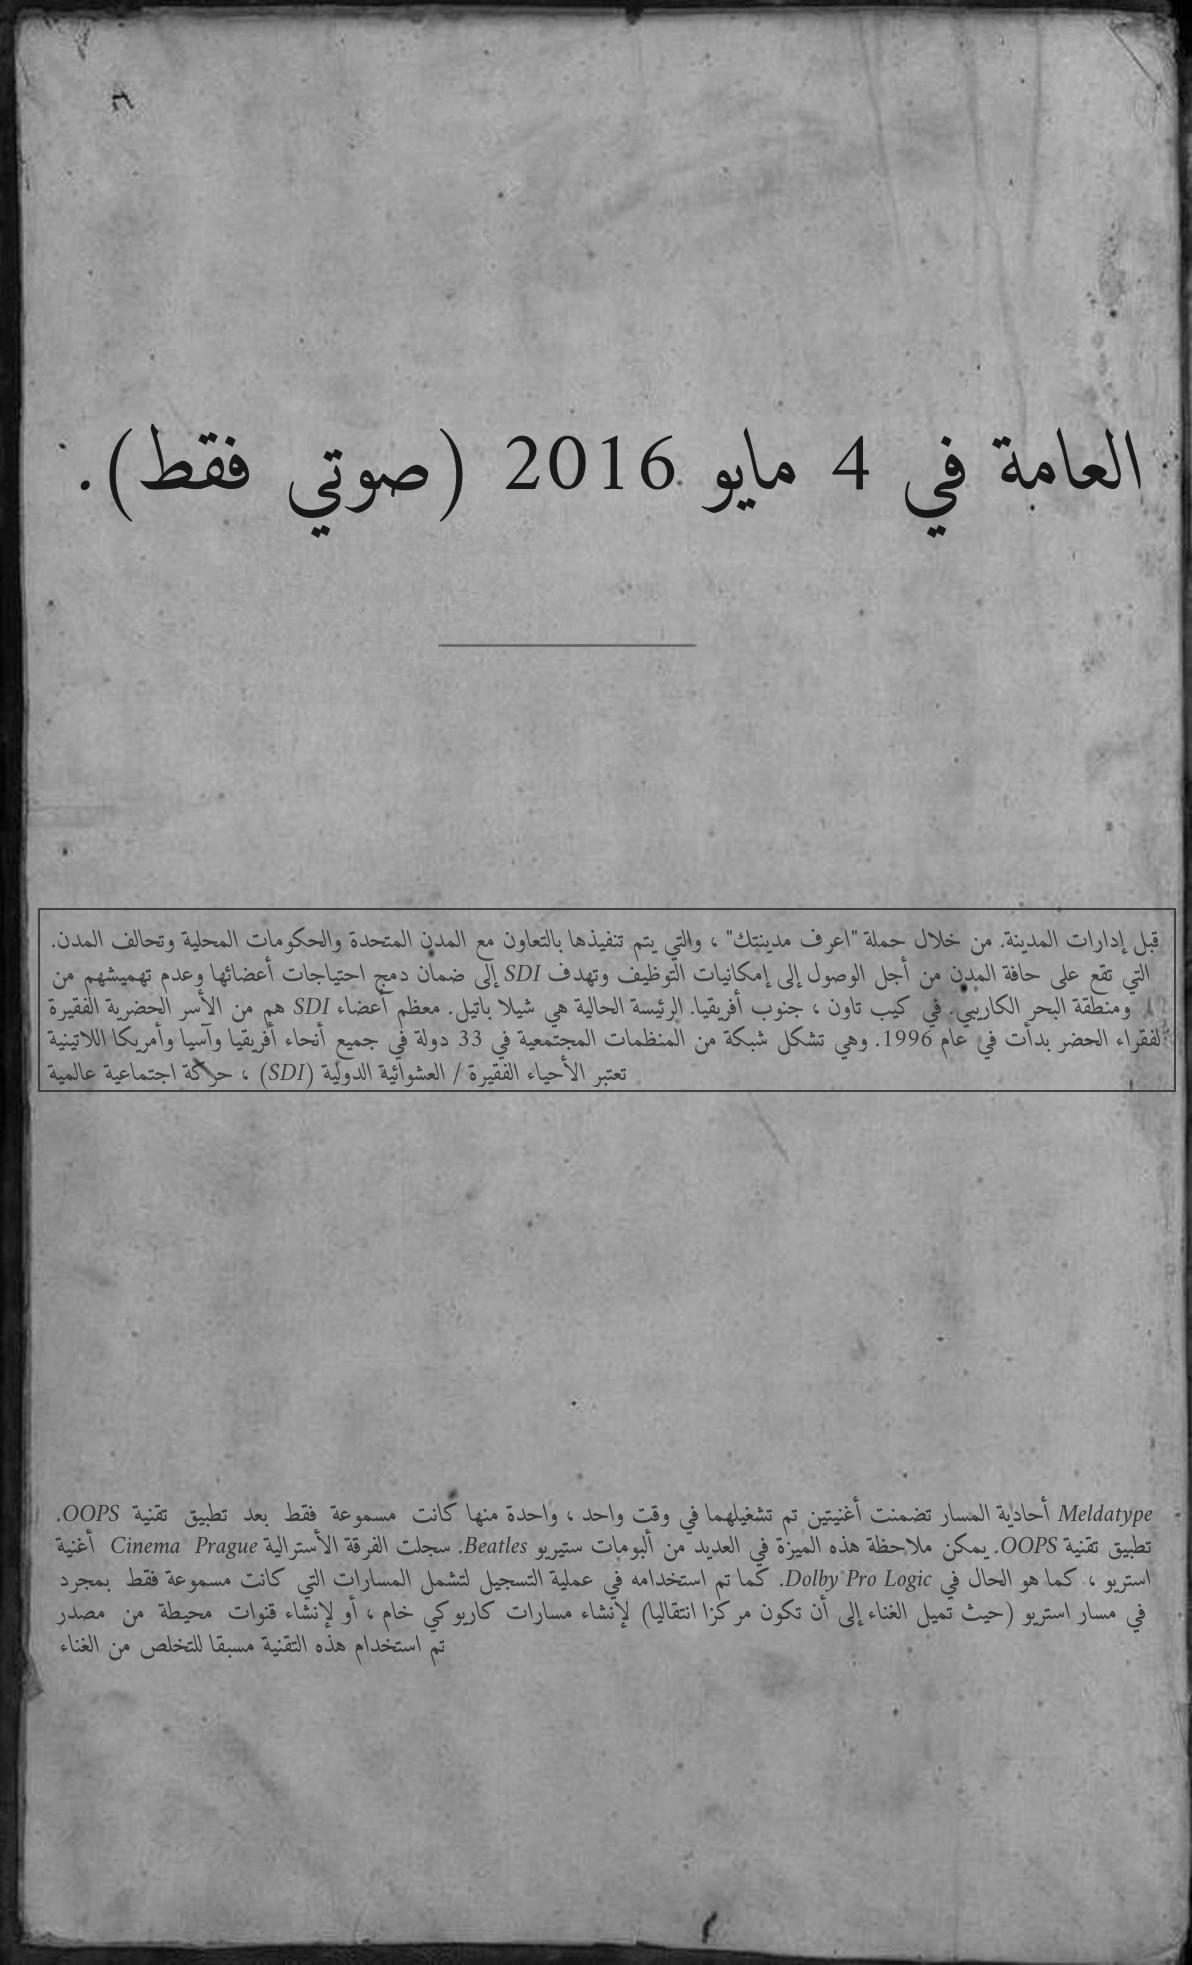 العامة في 4 مايو 2016 (صوتي فقط).
قبل إدارات المدينة. من خلال حملة "اعرف مدينتك" ، والتي يتم تنفيذها بالتعاون مع المدن المتحدة والحكومات المحلية وتحالف المدن.
التي تقع على حافة المدن من أجل الوصول إلى إمكانيات التوظيف وتهدف SDI إلى ضمان دمج احتياجات أعضائها وعدم تهميشهم من
ومنطقة البحر الكاريبي. في كيب تاون ، جنوب أفريقيا. الرئيسة الحالية هي شيلا باتيل. معظم أعضاء SDI هم من الأسر الحضرية الفقيرة
لفقراء الحضر بدأت في عام 1996. وهي تشكل شبكة من المنظمات المجتمعية في 33 دولة في جميع أنحاء أفريقيا وآسيا وأمريكا اللاتينية
تعتبر الأحياء الفقيرة / العشوائية الدولية (SDI) ، حركة اجتماعية عالمية
Meldatype أحادية المسار تضمنت أغنيتين تم تشغيلهما في وقت واحد ، واحدة منها كانت مسموعة فقط بعد تطبيق تقنية OOPS.
تطبيق تقنية OOPS. يمكن ملاحظة هذه الميزة في العديد من ألبومات ستيريو Beatles. سجلت الفرقة الأسترالية Cinema Prague أغنية
استريو ، كما هو الحال في Dolby Pro Logic. كما تم استخدامه في عملية التسجيل لتشمل المسارات التي كانت مسموعة فقط بمجرد
في مسار استريو (حيث تميل الغناء إلى أن تكون مركزا انتقاليا) لإنشاء مسارات كاريوكي خام ، أو لإنشاء قنوات محيطة من مصدر
تم استخدام هذه التقنية مسبقا للتخلص من الغناء